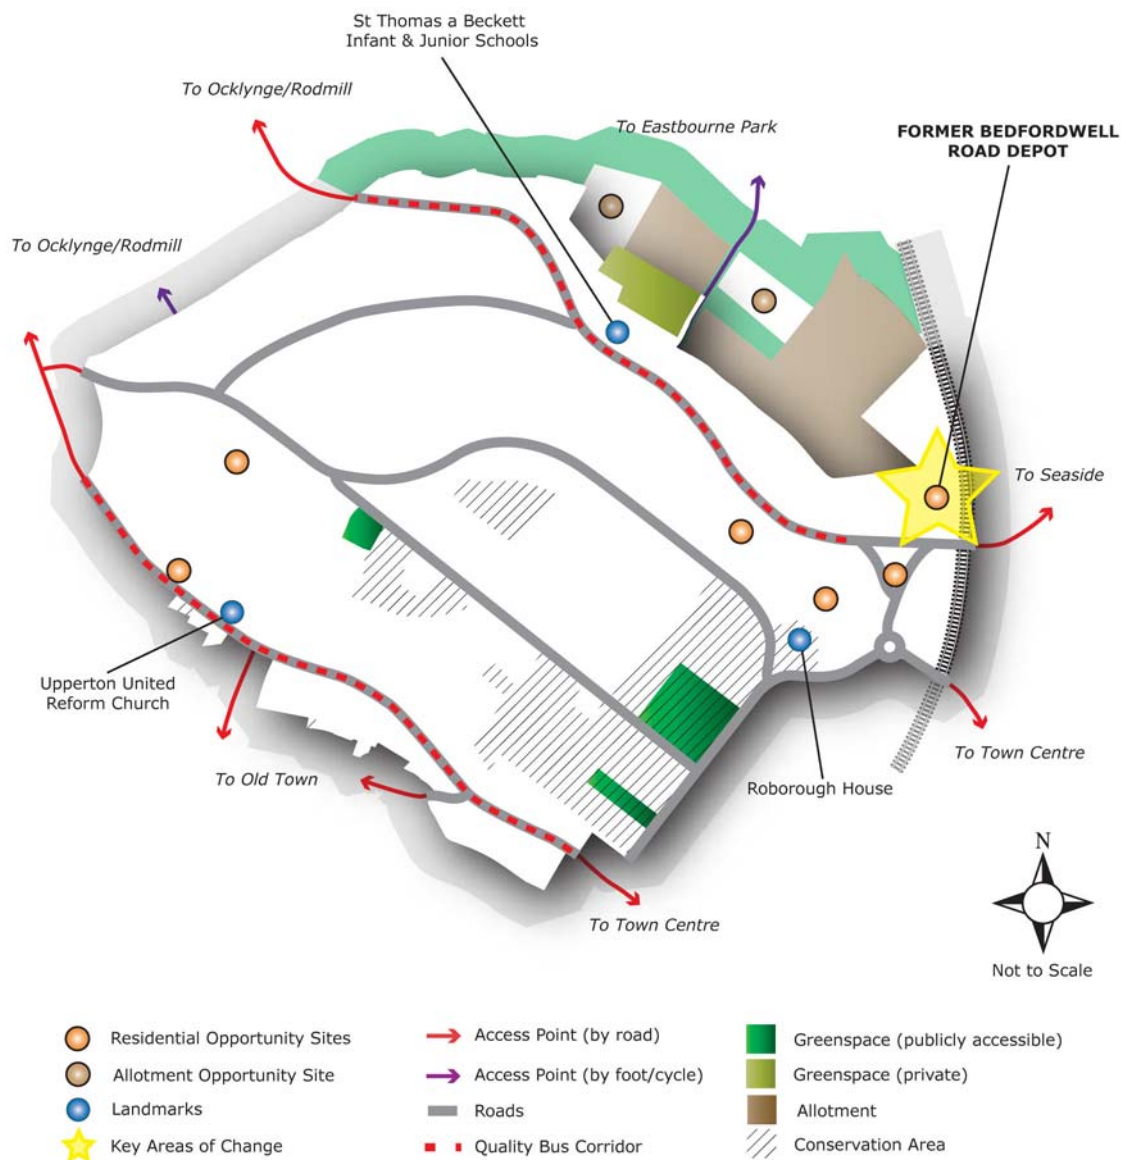 St Thomas a Beckett
Infant & Junior Schools
To Ocklynge/Rodmill
To Eastbourne Park
FORMER BEDFORDWELL
ROAD DEPOT
To Ocklynge/Rodmill
To Seaside
Upperton United
Reform Church
To Old Town
Roborough House
To Town Centre
To Town Centre
N
Not to Scale
Residential Opportunity Sites
Allotment Opportunity Site
Landmarks
Key Areas of Change
Access Point (by road)
Access Point (by foot/cycle)
Roads
Quality Bus Corridor
Greenspace (publicly accessible)
Greenspace (private)
Allotment
Conservation Area